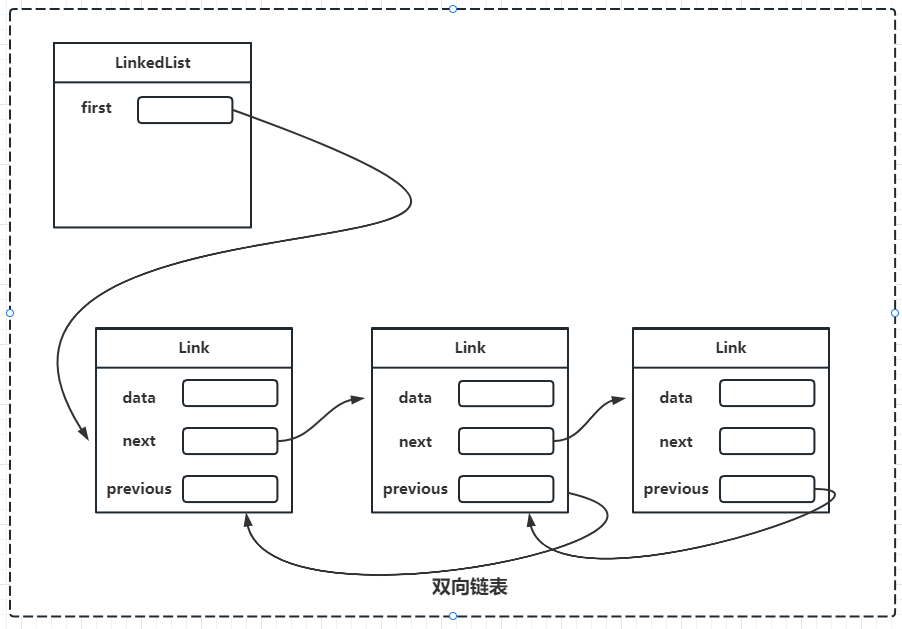 LinkedList
first
Link
data
next
previous
Link
data
next
previous
Link
data
next
previous
双向链表